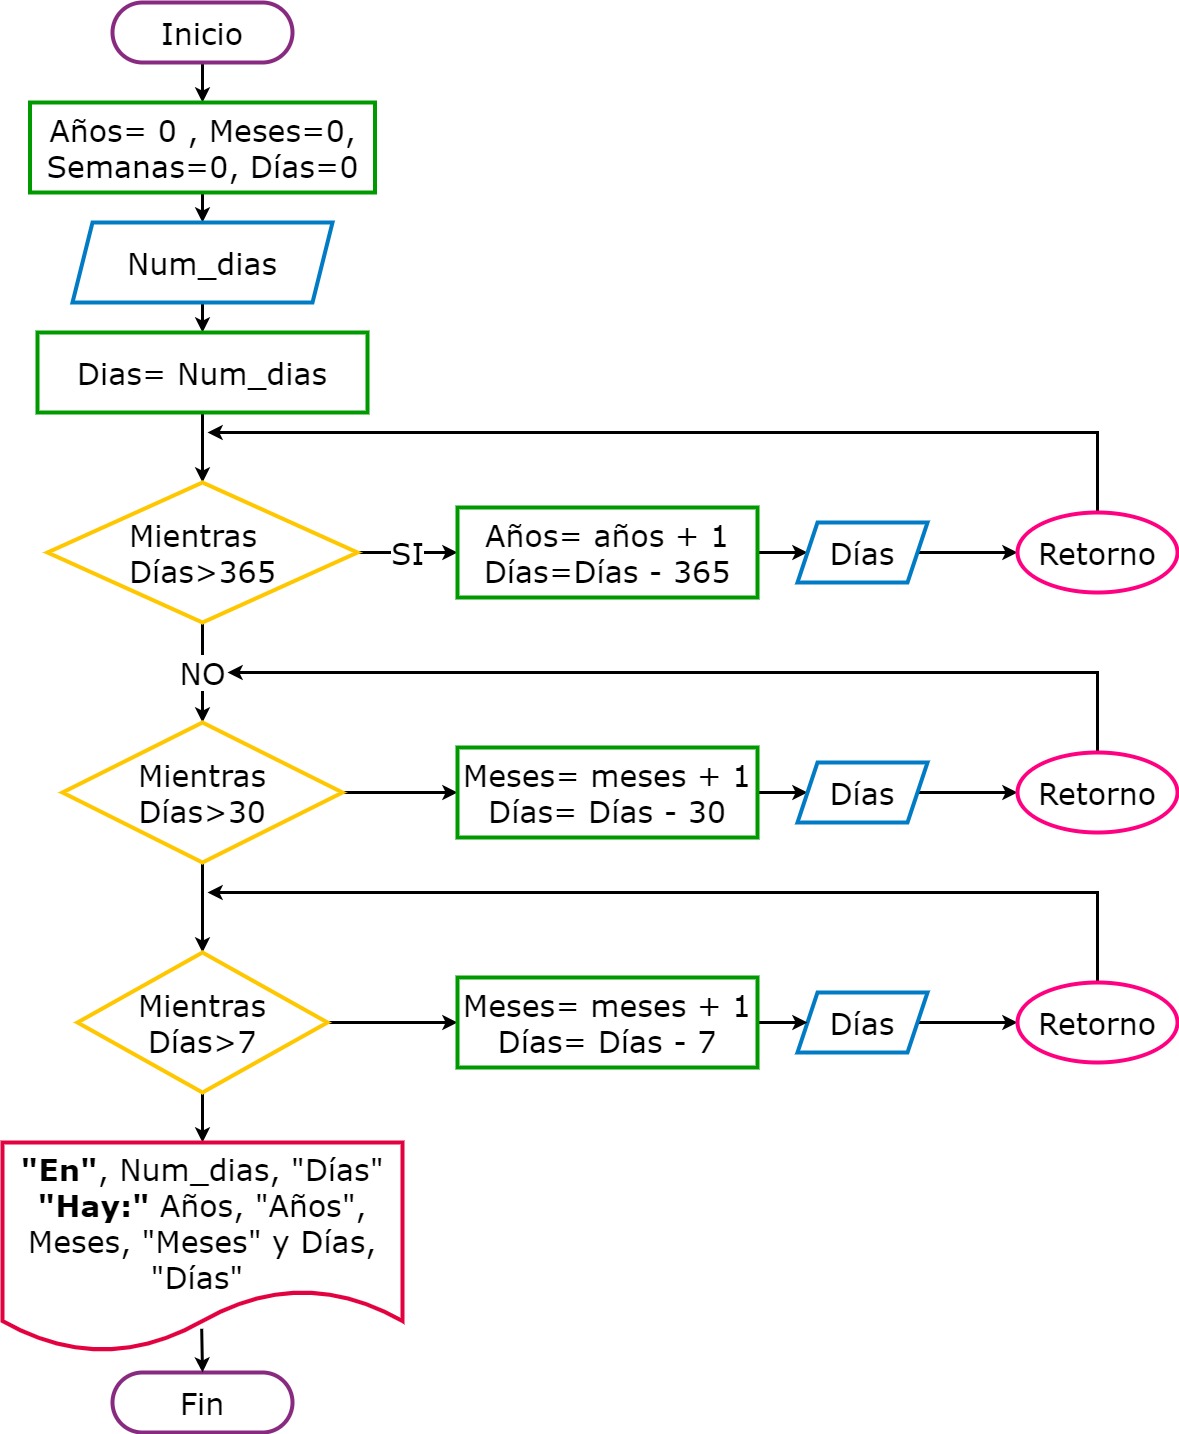 Inicio
Años= 0 , Meses=0,
Semanas=0, Días=0
Num_dias
Dias= Num_dias
Mientras
Días>365
SI
Años= años + 1
Días=Días - 365
Días
Retorno
NO
Mientras
Días>30
Meses= meses + 1
Días= Días - 30
Días
Retorno
Mientras
Días>7
Meses= meses + 1
Días= Días - 7
Días
Retorno
"En", Num_dias, "Días"
"Hay:" Años, "Años",
Meses, "Meses" y Días,
"Días"
Fin